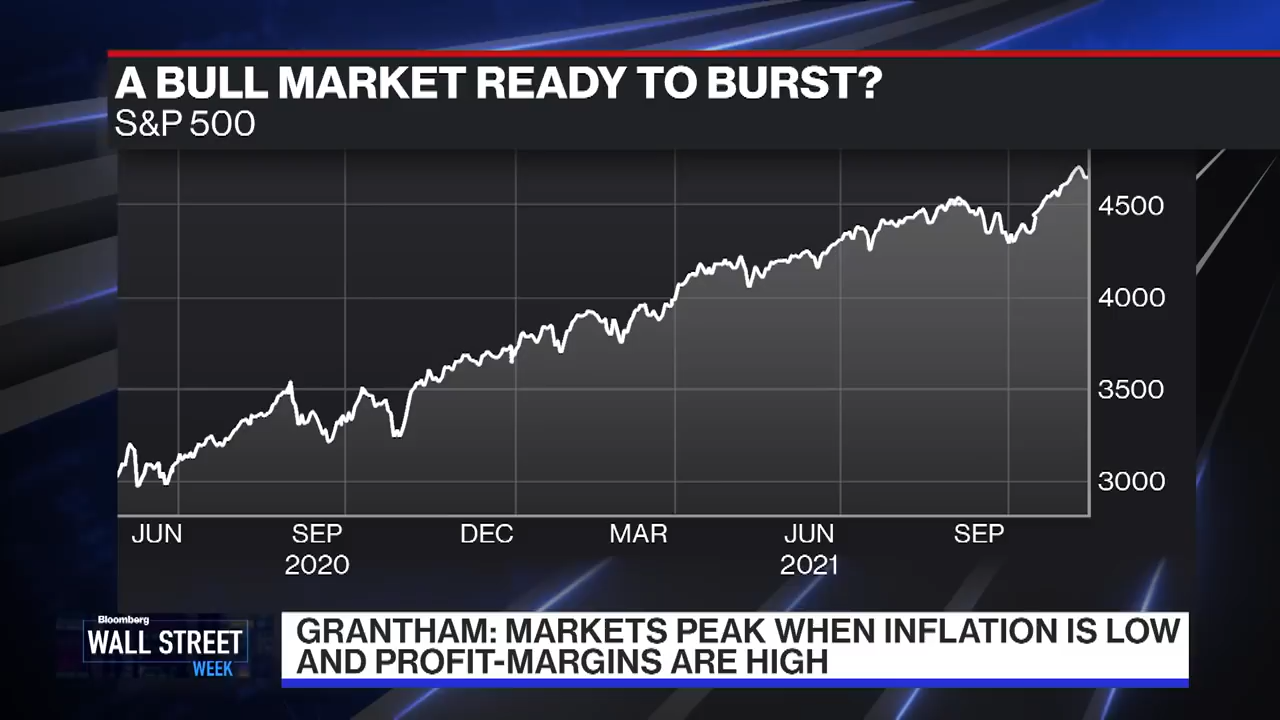 A BULL MARKET READY TO BURST?
S&P 500
4500
4000
3500
3000
JUN SEP DEC MAR JUN SEP
2020 2021
Bloomberg
WALL STREET
WEEK
GRANTHAM: MARKETS PEAK WHEN INFLATION IS LOW
AND PROFIT-MARGINS ARE HIGH